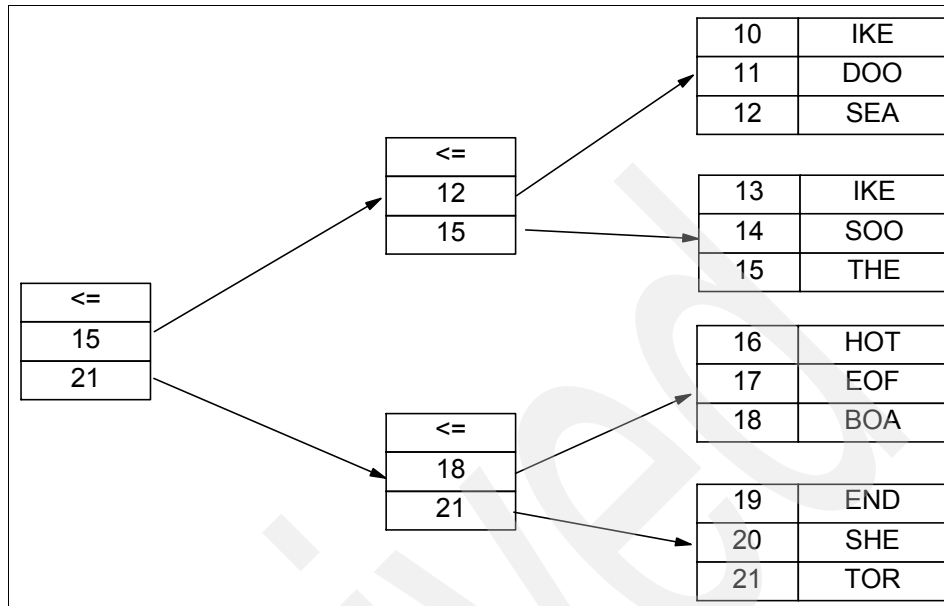 <=
15
21
<=
12
15
<=
18
21
10 IKE
11 DOO
12 SEA
13 IKE
14 SOO
15 THE
16 HOT
17 EOF
18 BOA
19 END
20 SHE
21 TOR